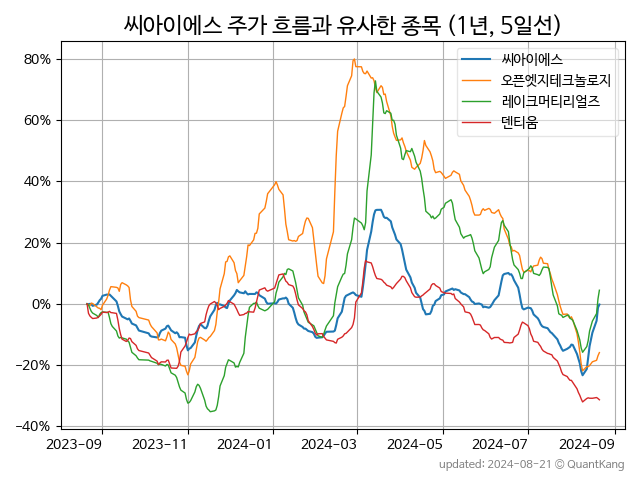 씨아이에스 주가 흐름과 유사한 종목 (1년, 5일선)
씨아이에스
오픈엣지테크놀로지
레이크머티리얼즈
덴티움
80%
60%
40%
20%
0%
−20%
−40%
2023-09 2023-11 2024-01 2024-03 2024-05 2024-07 2024-09
updated: 2024-08-21 © QuantKang